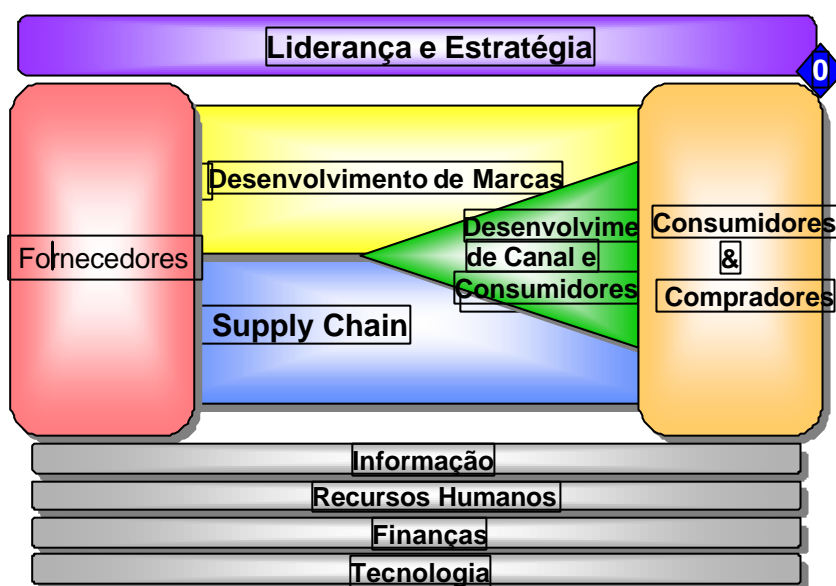 Liderança e Estratégia
0
Desenvolvimento de Marcas
Fornecedores
Desenvolvime
de Canal e
Consumidores
Consumidores
&
Compradores
Supply Chain
Informação
Recursos Humanos
Finanças
Tecnologia